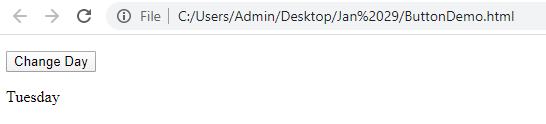 File C:/Users/Admin/Desktop/Jan%2029/ButtonDemo.html
Change Day
Tuesday